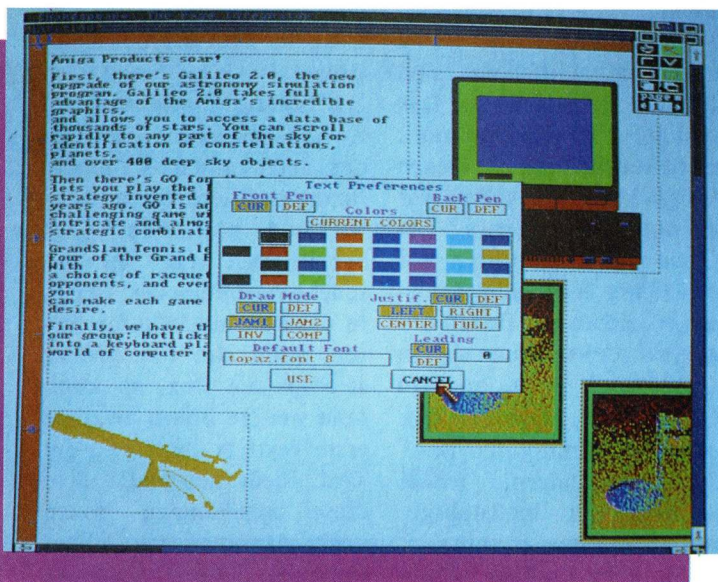 Amiga Products soar!
First, there's Galileo 2.0, the new
upgrade of our astronomy simulation
program. Galileo 2.0 takes full
advantage of the Amiga's incredible
graphics,
and allows you to access a data base of
thousands of stars. You can scroll
rapidly to any part of the sky for
identification of constellations,
planets,
and over 400 deep sky objects.
Then there's GO for
lets you play the
strategy invented
years ago. GO is an
challenging game wi
intricate and almos
strategic combinati
GrandSlam Tennis le
four of the Grand
With
a choice of racquet
opponents, and even
you
can make each game
desire.
Finally, we have th
our group: Hotlicks
into a keyboard pla
world of computer
page
Text Preferences
Front Pen
Back Pen
CUR DEF
Colors
CUR DEF
CURRENT COLORS
Draw Mode
CUR DEF
JAM1 JAM2
INV COMP
Justif. CUR DEF
LEFT RIGHT
CENTER FULL
Default Font
topaz.font 8
Leading
CUR
DEF
0
USE
CANCEL